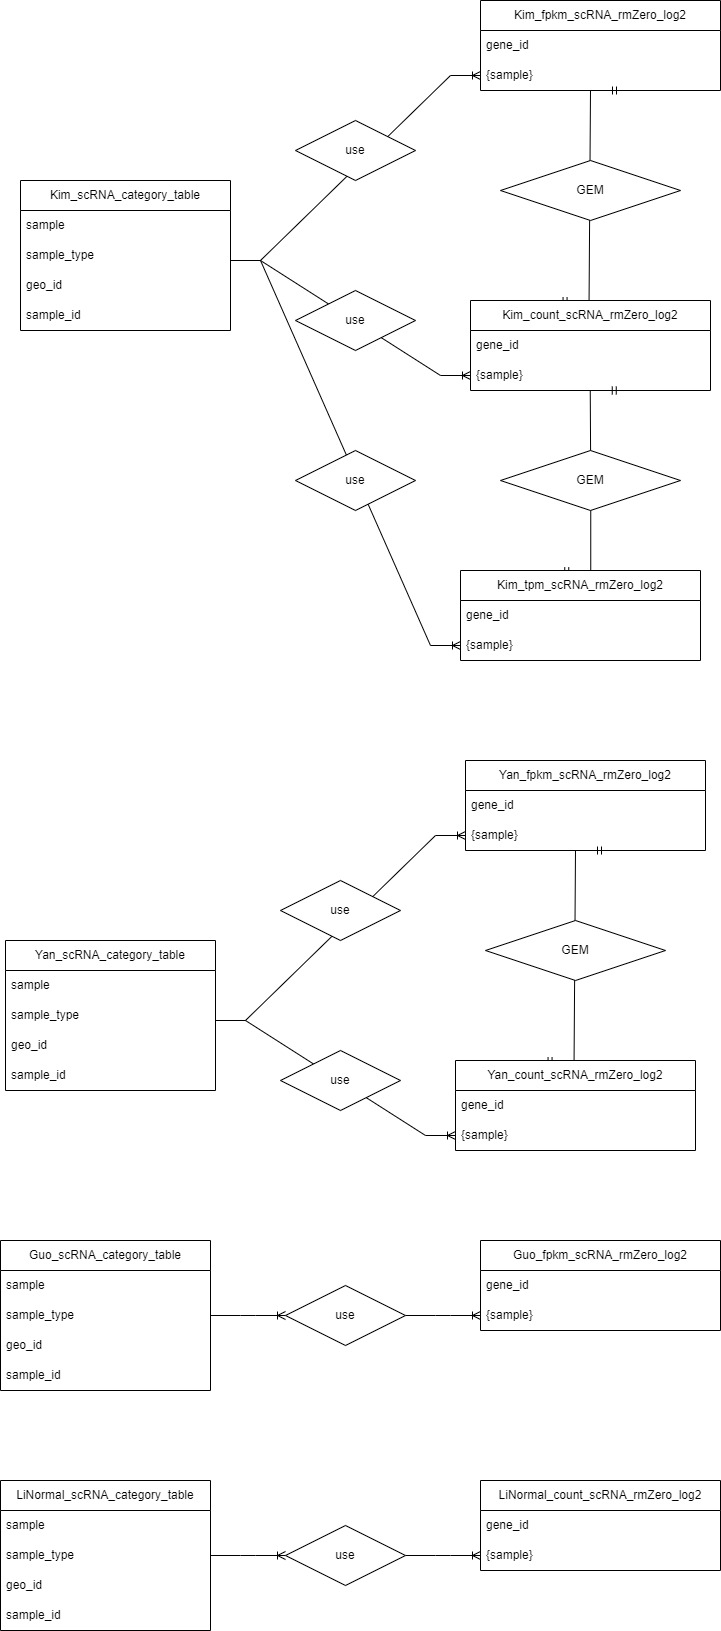 Kim_fpkm_scRNA_rmZero_log2
gene_id
{sample}
use
GEM
Kim_scRNA_category_table
sample
sample_type
geo_id
sample_id
use
Kim_count_scRNA_rmZero_log2
gene_id
{sample}
use
GEM
Kim_tpm_scRNA_rmZero_log2
gene_id
{sample}
Yan_fpkm_scRNA_rmZero_log2
gene_id
{sample}
use
GEM
Yan_scRNA_category_table
sample
sample_type
geo_id
sample_id
use
Yan_count_scRNA_rmZero_log2
gene_id
{sample}
Guo_scRNA_category_table
sample
sample_type
geo_id
sample_id
use
Guo_fpkm_scRNA_rmZero_log2
gene_id
{sample}
LiNormal_scRNA_category_table
sample
sample_type
geo_id
sample_id
use
LiNormal_count_scRNA_rmZero_log2
gene_id
{sample}